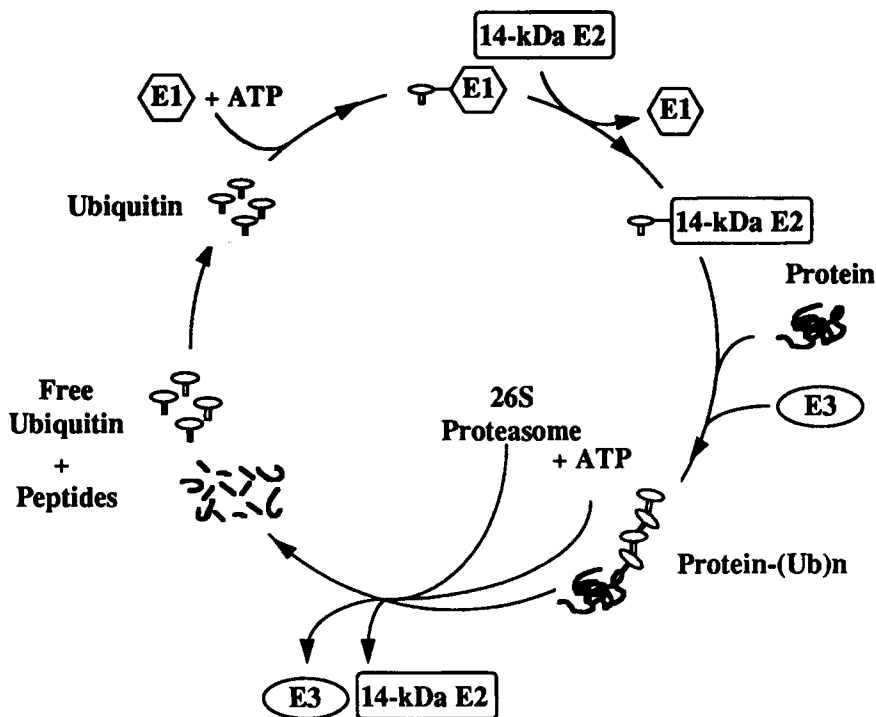 14-kDa E2
E1 + ATP
E1
E1
Ubiquitin
14-kDa E2
Protein
E3
26S
Proteasome
+ ATP
Free
Ubiquitin
+
Peptides
Protein-(Ub)n
E3
14-kDa E2